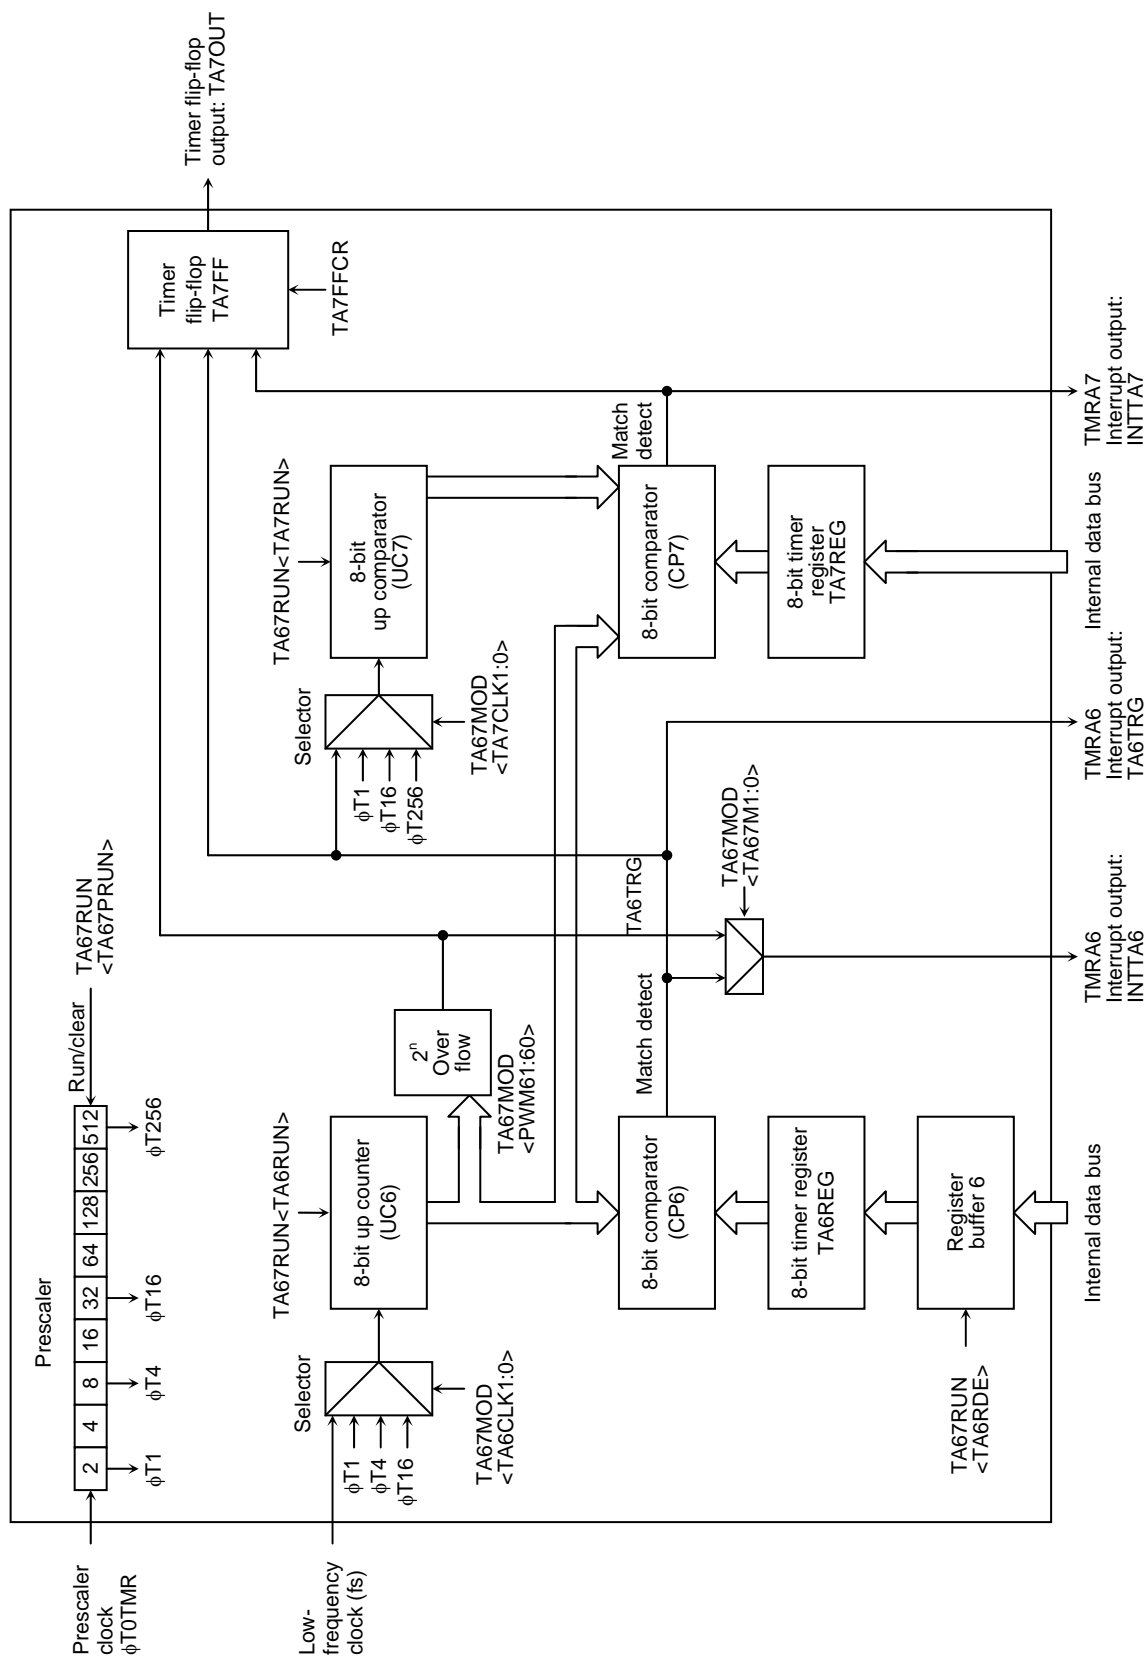 Prescaler
Prescaler
clock
ϕT0TMR
2
4
8
16
32
64
128
256
512
Run/clear
TA67RUN
<TA67PRUN>
ϕT1
ϕT4
ϕT16
ϕT256
Timer flip-flop
output: TA7OUT
Timer
flip-flop
TA7FF
TA7FFCR
Low-
frequency
clock (fs)
Selector
ϕT1
ϕT4
ϕT16
TA67MOD
<TA6CLK1:0>
TA67RUN<TA6RUN>
8-bit up counter
(UC6)
2ⁿ
Over
flow
TA67MOD
<PWM61:60>
TA6TRG
Selector
ϕT1
ϕT16
ϕT256
TA67MOD
<TA7CLK1:0>
TA67RUN<TA7RUN>
8-bit
up comparator
(UC7)
8-bit comparator
(CP6)
Match detect
TA67MOD
<TA67M1:0>
8-bit comparator
(CP7)
Match
detect
8-bit timer register
TA6REG
8-bit timer
register
TA7REG
Register
buffer 6
TA67RUN
<TA6RDE>
Internal data bus
TMRA6
Interrupt output:
INTTA6
TMRA6
Interrupt output:
TA6TRG
Internal data bus
TMRA7
Interrupt output:
INTTA7